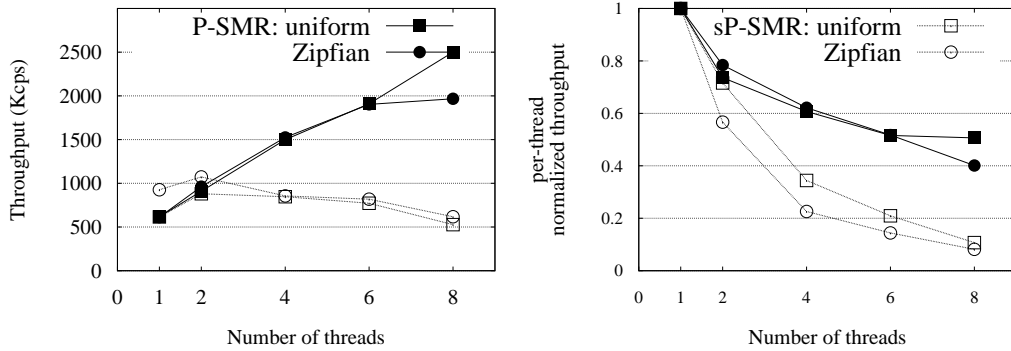 P-SMR: uniform
Zipfian
2500
2000
1500
1000
500
0
Throughput (Kcps)
0 1 2 4 6 8
Number of threads
sP-SMR: uniform
Zipfian
1
0.8
0.6
0.4
0.2
0
per-thread
normalized throughput
0 1 2 4 6 8
Number of threads